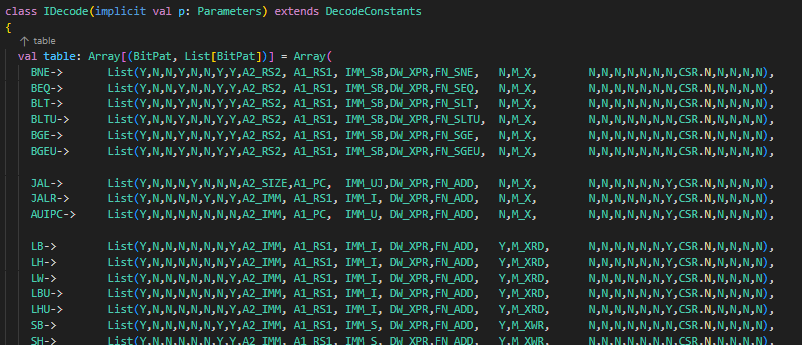 class IDecode(implicit val p: Parameters) extends DecodeConstants
{
↑ table
val table: Array[(BitPat, List[BitPat])] = Array(
BNE-> List(Y,N,N,Y,N,N,Y,Y,A2_RS2, A1_RS1, IMM_SB,DW_XPR,FN_SNE, N,M_X, N,N,N,N,N,N,CSR.N,N,N,N,N),
BEQ-> List(Y,N,N,Y,N,N,Y,Y,A2_RS2, A1_RS1, IMM_SB,DW_XPR,FN_SEQ, N,M_X, N,N,N,N,N,N,CSR.N,N,N,N,N),
BLT-> List(Y,N,N,Y,N,N,Y,Y,A2_RS2, A1_RS1, IMM_SB,DW_XPR,FN_SLT, N,M_X, N,N,N,N,N,N,CSR.N,N,N,N,N),
BLTU-> List(Y,N,N,Y,N,N,Y,Y,A2_RS2, A1_RS1, IMM_SB,DW_XPR,FN_SLTU, N,M_X, N,N,N,N,N,N,CSR.N,N,N,N,N),
BGE-> List(Y,N,N,Y,N,N,Y,Y,A2_RS2, A1_RS1, IMM_SB,DW_XPR,FN_SGE, N,M_X, N,N,N,N,N,N,CSR.N,N,N,N,N),
BGEU-> List(Y,N,N,Y,N,N,Y,Y,A2_RS2, A1_RS1, IMM_SB,DW_XPR,FN_SGEU, N,M_X, N,N,N,N,N,N,CSR.N,N,N,N,N),
JAL-> List(Y,N,N,N,Y,N,N,N,A2_SIZE,A1_PC, IMM_UJ,DW_XPR,FN_ADD, N,M_X, N,N,N,N,N,Y,CSR.N,N,N,N,N),
JALR-> List(Y,N,N,N,N,Y,N,Y,A2_IMM, A1_RS1, IMM_I, DW_XPR,FN_ADD, N,M_X, N,N,N,N,N,Y,CSR.N,N,N,N,N),
AUIPC-> List(Y,N,N,N,N,N,N,N,A2_IMM, A1_PC, IMM_U, DW_XPR,FN_ADD, N,M_X, N,N,N,N,N,Y,CSR.N,N,N,N,N),
LB-> List(Y,N,N,N,N,N,N,Y,A2_IMM, A1_RS1, IMM_I, DW_XPR,FN_ADD, Y,M_XRD, N,N,N,N,N,Y,CSR.N,N,N,N,N),
LH-> List(Y,N,N,N,N,N,N,Y,A2_IMM, A1_RS1, IMM_I, DW_XPR,FN_ADD, Y,M_XRD, N,N,N,N,N,Y,CSR.N,N,N,N,N),
LW-> List(Y,N,N,N,N,N,N,Y,A2_IMM, A1_RS1, IMM_I, DW_XPR,FN_ADD, Y,M_XRD, N,N,N,N,N,Y,CSR.N,N,N,N,N),
LBU-> List(Y,N,N,N,N,N,N,Y,A2_IMM, A1_RS1, IMM_I, DW_XPR,FN_ADD, Y,M_XRD, N,N,N,N,N,Y,CSR.N,N,N,N,N),
LHU-> List(Y,N,N,N,N,N,N,Y,A2_IMM, A1_RS1, IMM_I, DW_XPR,FN_ADD, Y,M_XRD, N,N,N,N,N,Y,CSR.N,N,N,N,N),
SB-> List(Y,N,N,N,N,N,Y,Y,A2_IMM, A1_RS1, IMM_S, DW_XPR,FN_ADD, Y,M_XWR, N,N,N,N,N,N,CSR.N,N,N,N,N),
SH-> List(Y,N,N,N,N,N,Y,Y,A2_IMM, A1_RS1, IMM_S, DW_XPR,FN_ADD, Y,M_XWR, N,N,N,N,N,N,CSR.N,N,N,N,N),